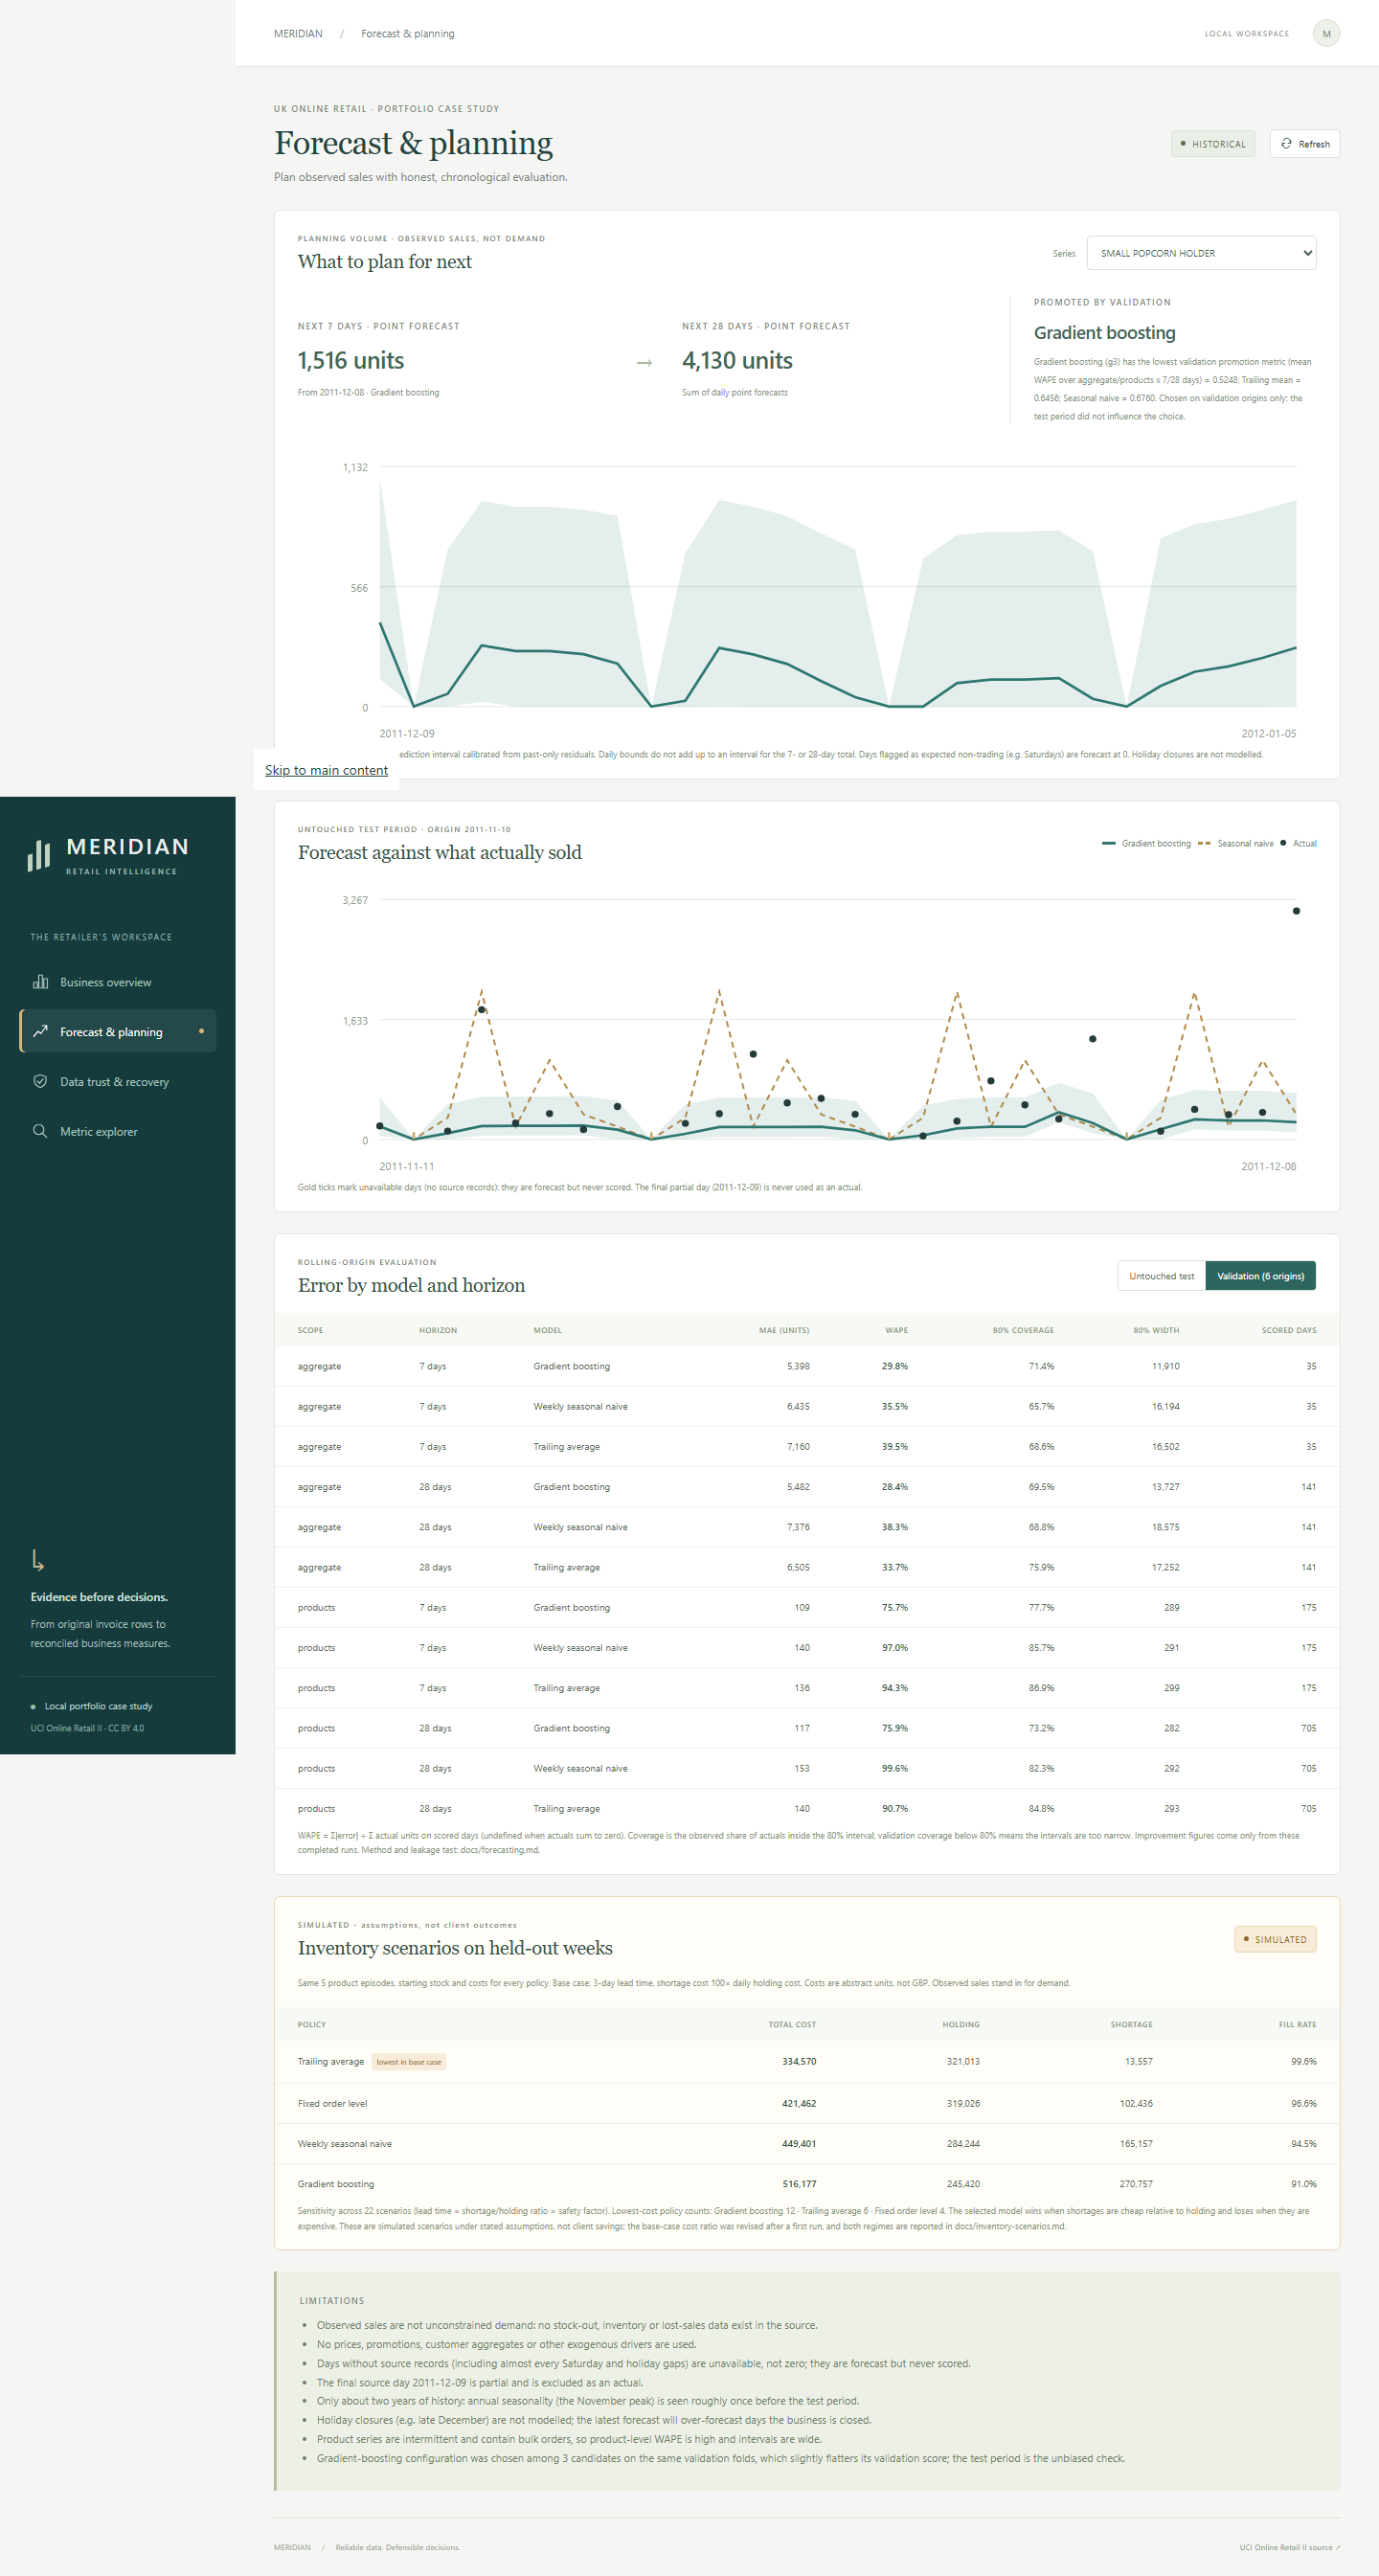 MERIDIAN / Forecast & planning
LOCAL WORKSPACE M
UK ONLINE RETAIL · PORTFOLIO CASE STUDY
Forecast & planning
Plan observed sales with honest, chronological evaluation.
HISTORICAL
Refresh
PLANNING VOLUME · OBSERVED SALES, NOT DEMAND
What to plan for next
Series SMALL POPCORN HOLDER
NEXT 7 DAYS · POINT FORECAST
1,516 units
From 2011-12-08 · Gradient boosting
→
NEXT 28 DAYS · POINT FORECAST
4,130 units
Sum of daily point forecasts
PROMOTED BY VALIDATION
Gradient boosting
Gradient boosting (g3) has the lowest validation promotion metric (mean
WAPE over aggregate/products x 7/28 days) = 0.5248; Trailing mean =
0.6456; Seasonal naive = 0.6760. Chosen on validation origins only; the
test period did not influence the choice.
1,132
566
0
2011-12-09 2012-01-05
ediction interval calibrated from past-only residuals. Daily bounds do not add up to an interval for the 7- or 28-day total. Days flagged as expected non-trading (e.g. Saturdays) are forecast at 0. Holiday closures are not modelled.
Skip to main content
MERIDIAN
RETAIL INTELLIGENCE
THE RETAILER'S WORKSPACE
Business overview
Forecast & planning
Data trust & recovery
Metric explorer
Evidence before decisions.
From original invoice rows to
reconciled business measures.
Local portfolio case study
UCI Online Retail II · CC BY 4.0
UNTOUCHED TEST PERIOD · ORIGIN 2011-11-10
Forecast against what actually sold
Gradient boosting Seasonal naive Actual
3,267
1,633
0
2011-11-11 2011-12-08
Gold ticks mark unavailable days (no source records): they are forecast but never scored. The final partial day (2011-12-09) is never used as an actual.
ROLLING-ORIGIN EVALUATION
Error by model and horizon
Untouched test Validation (6 origins)
SCOPE HORIZON MODEL MAE (UNITS) WAPE 80% COVERAGE 80% WIDTH SCORED DAYS
aggregate 7 days Gradient boosting 5,398 29.8% 71.4% 11,910 35
aggregate 7 days Weekly seasonal naive 6,435 35.5% 65.7% 16,194 35
aggregate 7 days Trailing average 7,160 39.5% 68.6% 16,502 35
aggregate 28 days Gradient boosting 5,482 28.4% 69.5% 13,727 141
aggregate 28 days Weekly seasonal naive 7,376 38.3% 68.8% 18,575 141
aggregate 28 days Trailing average 6,505 33.7% 75.9% 17,252 141
products 7 days Gradient boosting 109 75.7% 77.7% 289 175
products 7 days Weekly seasonal naive 140 97.0% 85.7% 291 175
products 7 days Trailing average 136 94.3% 86.9% 299 175
products 28 days Gradient boosting 117 75.9% 73.2% 282 705
products 28 days Weekly seasonal naive 153 99.6% 82.3% 292 705
products 28 days Trailing average 140 90.7% 84.8% 293 705
WAPE = Σ|error| ÷ Σ actual units on scored days (undefined when actuals sum to zero). Coverage is the observed share of actuals inside the 80% interval; validation coverage below 80% means the intervals are too narrow. Improvement figures come only from these
completed runs. Method and leakage test: docs/forecasting.md.
SIMULATED - assumptions, not client outcomes
Inventory scenarios on held-out weeks
SIMULATED
Same 5 product episodes, starting stock and costs for every policy. Base case: 3-day lead time, shortage cost 100× daily holding cost. Costs are abstract units, not GBP. Observed sales stand in for demand.
POLICY TOTAL COST HOLDING SHORTAGE FILL RATE
Trailing average lowest in base case 334,570 321,013 13,557 99.6%
Fixed order level 421,462 319,026 102,436 96.6%
Weekly seasonal naive 449,401 284,244 165,157 94.5%
Gradient boosting 516,177 245,420 270,757 91.0%
Sensitivity across 22 scenarios (lead time × shortage/holding ratio × safety factor). Lowest-cost policy counts: Gradient boosting 12 · Trailing average 6 · Fixed order level 4. The selected model wins when shortages are cheap relative to holding and loses when they are
expensive. These are simulated scenarios under stated assumptions, not client savings; the base-case cost ratio was revised after a first run, and both regimes are reported in docs/inventory-scenarios.md.
LIMITATIONS
• Observed sales are not unconstrained demand: no stock-out, inventory or lost-sales data exist in the source.
• No prices, promotions, customer aggregates or other exogenous drivers are used.
• Days without source records (including almost every Saturday and holiday gaps) are unavailable, not zero; they are forecast but never scored.
• The final source day 2011-12-09 is partial and is excluded as an actual.
• Only about two years of history: annual seasonality (the November peak) is seen roughly once before the test period.
• Holiday closures (e.g. late December) are not modelled; the latest forecast will over-forecast days the business is closed.
• Product series are intermittent and contain bulk orders, so product-level WAPE is high and intervals are wide.
• Gradient-boosting configuration was chosen among 3 candidates on the same validation folds, which slightly flatters its validation score; the test period is the unbiased check.
MERIDIAN / Reliable data. Defensible decisions.
UCI Online Retail II source ↗